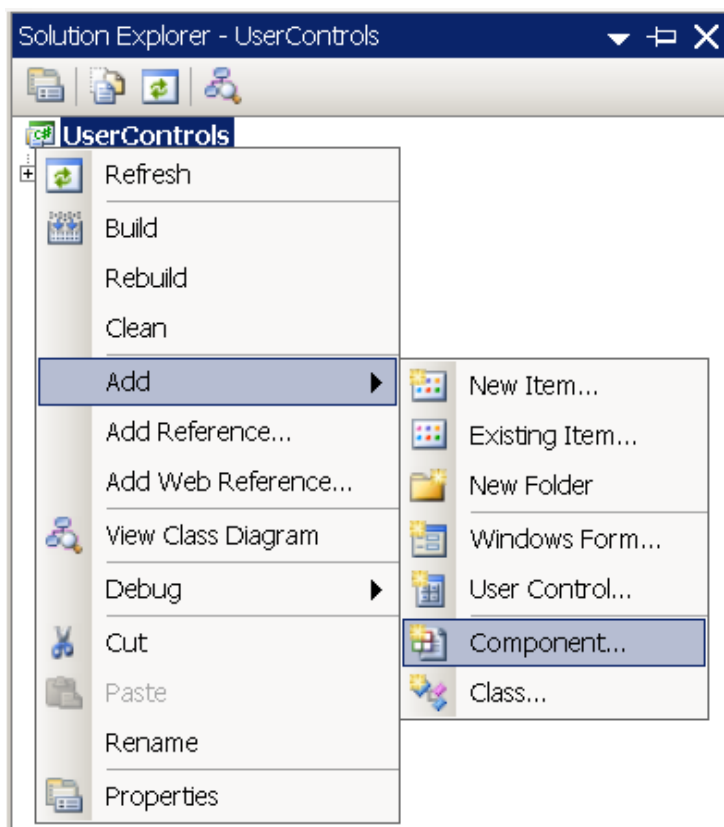 Solution Explorer - UserControls
C#
UserControls
Refresh
Build
Rebuild
Clean
Add
Add Reference...
Add Web Reference...
View Class Diagram
Debug
Cut
Paste
Rename
Properties
New Item...
Existing Item...
New Folder
Windows Form...
User Control...
Component...
Class...